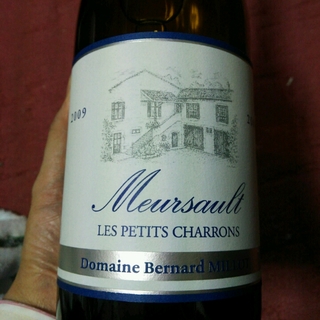 2009
Meursault
LES PETITS CHARRONS
Domaine Bernard